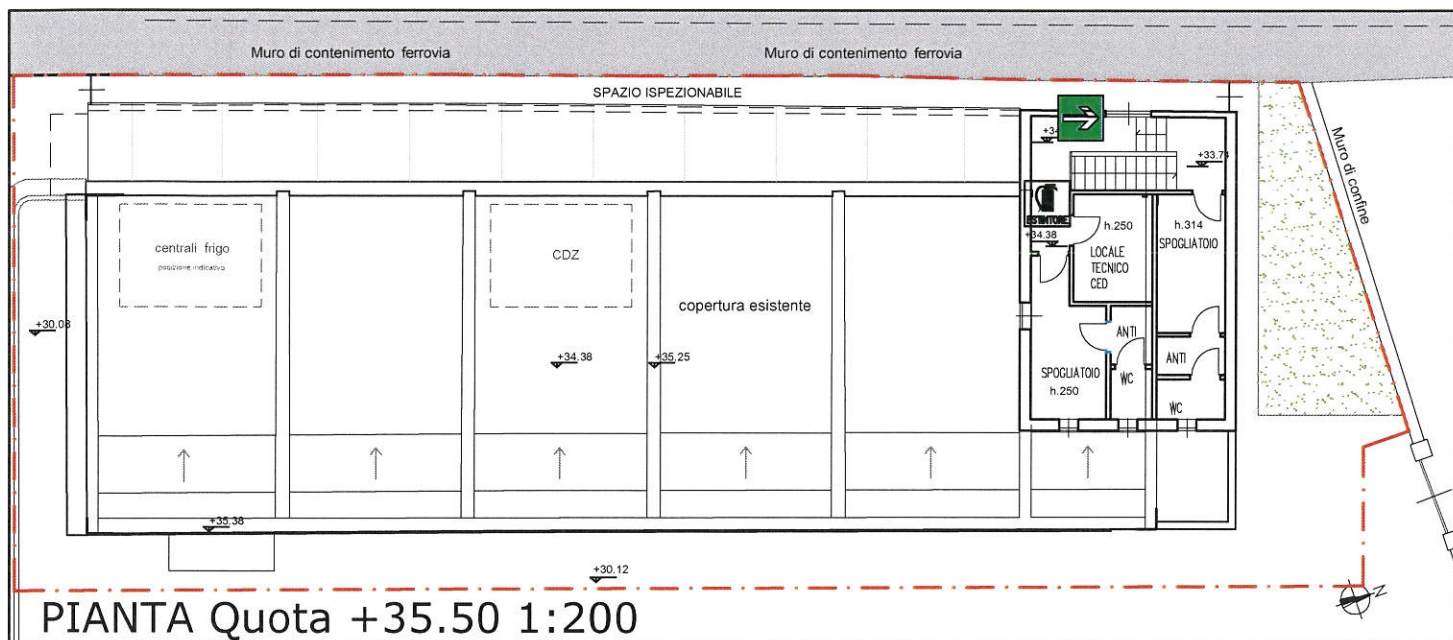 Muro di contenimento ferrovia
Muro di contenimento ferrovia
SPAZIO ISPEZIONABILE
Muro di confine
+33.74
ESTINTORE
+34.38
h.250
LOCALE
TECNICO
CED
h.314
SPOGLIATOIO
centrali frigo
posizione indicativa
CDZ
copertura esistente
+30.08
+34.38
+35.25
ANTI
ANTI
SPOGLIATOIO
h.250
WC
WC
+35.38
+30.12
N
PIANTA Quota +35.50 1:200